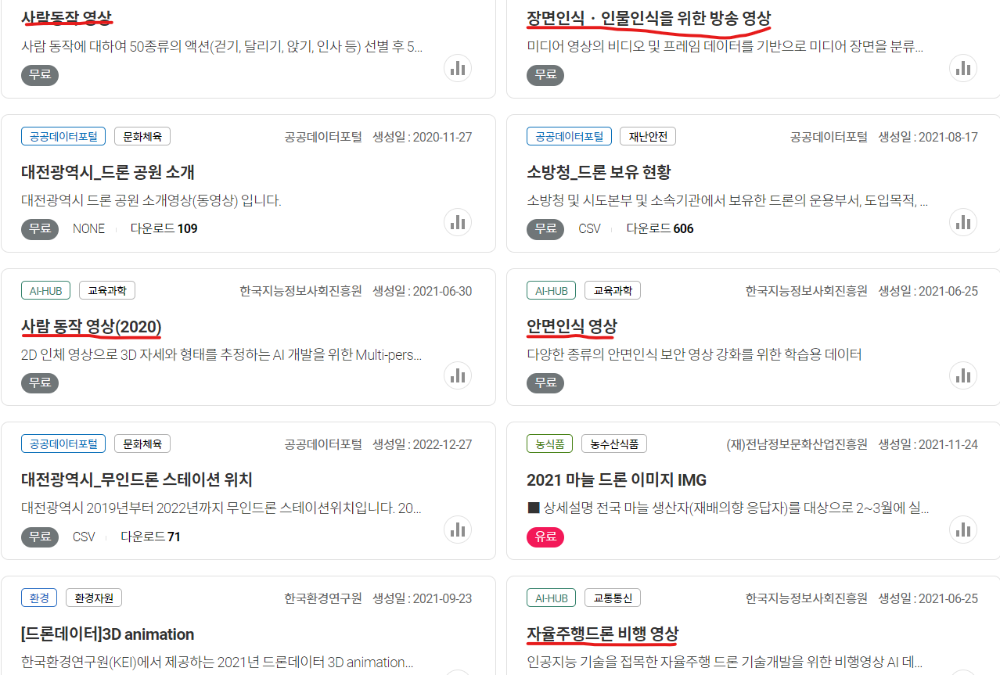 사람동작 영상
사람 동작에 대하여 50종류의 액션(걷기, 달리기, 앉기, 인사 등) 선별 후 5...
무료
장면인식 · 인물인식을 위한 방송 영상
미디어 영상의 비디오 및 프레임 데이터를 기반으로 미디어 장면을 분류...
무료
공공데이터포털 문화체육 공공데이터포털 생성일 : 2020-11-27
대전광역시_드론 공원 소개
대전광역시 드론 공원 소개영상(동영상) 입니다.
무료 NONE 다운로드 109
공공데이터포털 재난안전 공공데이터포털 생성일 : 2021-08-17
소방청_드론 보유 현황
소방청 및 시도본부 및 소속기관에서 보유한 드론의 운용부서, 도입목적, ...
무료 CSV 다운로드 606
AI-HUB 교육과학 한국지능정보사회진흥원 생성일 : 2021-06-30
사람 동작 영상(2020)
2D 인체 영상으로 3D 자세와 형태를 추정하는 AI 개발을 위한 Multi-pers...
무료
AI-HUB 교육과학 한국지능정보사회진흥원 생성일 : 2021-06-25
안면인식 영상
다양한 종류의 안면인식 보안 영상 강화를 위한 학습용 데이터
무료
공공데이터포털 문화체육 공공데이터포털 생성일 : 2022-12-27
대전광역시_무인드론 스테이션 위치
대전광역시 2019년부터 2022년까지 무인드론 스테이션위치입니다. 20...
무료 CSV 다운로드 71
농식품 농수산식품 (재)전남정보문화산업진흥원 생성일 : 2021-11-24
2021 마늘 드론 이미지 IMG
■ 상세설명 전국 마늘 생산자(재배의향 응답자)를 대상으로 2~3월에 실...
유료
환경 환경자원 한국환경연구원 생성일 : 2021-09-23
[드론데이터]3D animation
한국환경연구원(KEI)에서 제공하는 2021년 드론데이터 3D animation...
AI-HUB 교통통신 한국지능정보사회진흥원 생성일 : 2021-06-25
자율주행드론 비행 영상
인공지능 기술을 접목한 자율주행 드론 기술개발을 위한 비행영상 AI 데...